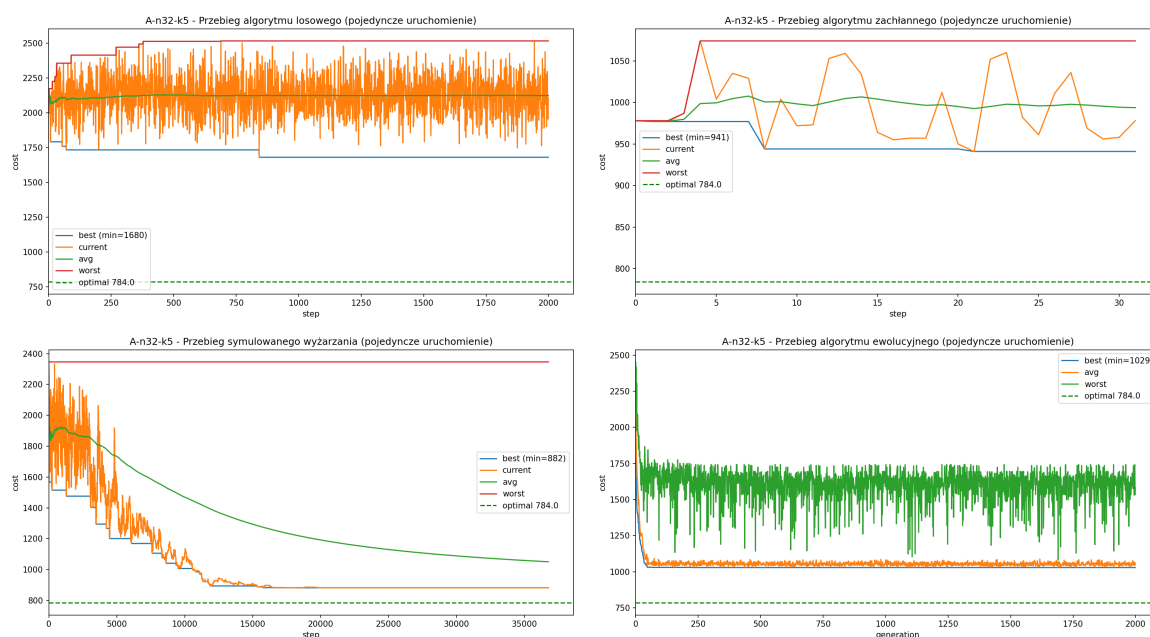 A-n32-k5 - Przebieg algorytmu losowego (pojedyncze uruchomienie)
2500
2250
2000
1750
1500
1250
1000
750
cost
best (min=1680)
current
avg
worst
optimal 784.0
0 250 500 750 1000 1250 1500 1750 2000
step
A-n32-k5 - Przebieg algorytmu zachłannego (pojedyncze uruchomienie)
1050
1000
950
900
850
800
cost
best (min=941)
current
avg
worst
optimal 784.0
0 5 10 15 20 25 30
step
A-n32-k5 - Przebieg symulowanego wyżarzania (pojedyncze uruchomienie)
2400
2200
2000
1800
1600
1400
1200
1000
800
cost
best (min=882)
current
avg
worst
optimal 784.0
0 5000 10000 15000 20000 25000 30000 35000
step
A-n32-k5 - Przebieg algorytmu ewolucyjnego (pojedyncze uruchomienie)
2500
2250
2000
1750
1500
1250
1000
750
cost
best (min=1029
avg
worst
optimal 784.0
0 250 500 750 1000 1250 1500 1750 2000
generation